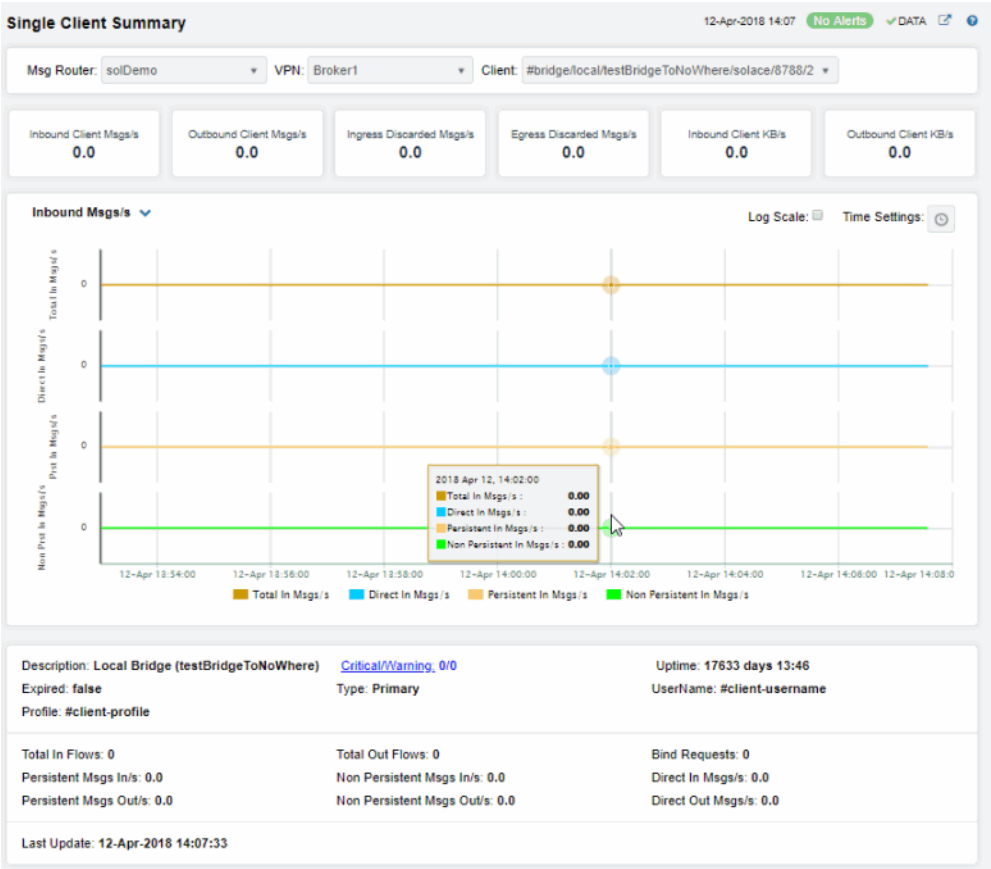 Single Client Summary
12-Apr-2018 14:07 No Alerts DATA
Msg Router: solDemo VPN: Broker1 Client: #bridge/local/testBridgeToNoWhere/solace/8788/2
Inbound Client Msgs/s Outbound Client Msgs/s Ingress Discarded Msgs/s Egress Discarded Msgs/s Inbound Client KB/s Outbound Client KB/s
0.0 0.0 0.0 0.0 0.0 0.0
Inbound Msgs/s
Log Scale: Time Settings:
Total In Msgs/s
0
Direct In Msgs/s
0
Prst In Msgs/s
0
Non Prst In Msgs/s
0
2018 Apr 12, 14:02:00
Total In Msgs/s : 0.00
Direct In Msgs/s : 0.00
Persistent In Msgs/s : 0.00
Non Persistent In Msgs/s : 0.00
12-Apr 13:54:00 12-Apr 13:56:00 12-Apr 13:58:00 12-Apr 14:00:00 12-Apr 14:02:00 12-Apr 14:04:00 12-Apr 14:06:00 12-Apr 14:08:0
Total In Msgs/s Direct In Msgs/s Persistent In Msgs/s Non Persistent In Msgs/s
Description: Local Bridge (testBridgeToNoWhere) Critical/Warning: 0/0 Uptime: 17633 days 13:46
Expired: false Type: Primary UserName: #client-username
Profile: #client-profile
Total In Flows: 0 Total Out Flows: 0 Bind Requests: 0
Persistent Msgs In/s: 0.0 Non Persistent Msgs In/s: 0.0 Direct In Msgs/s: 0.0
Persistent Msgs Out/s: 0.0 Non Persistent Msgs Out/s: 0.0 Direct Out Msgs/s: 0.0
Last Update: 12-Apr-2018 14:07:33